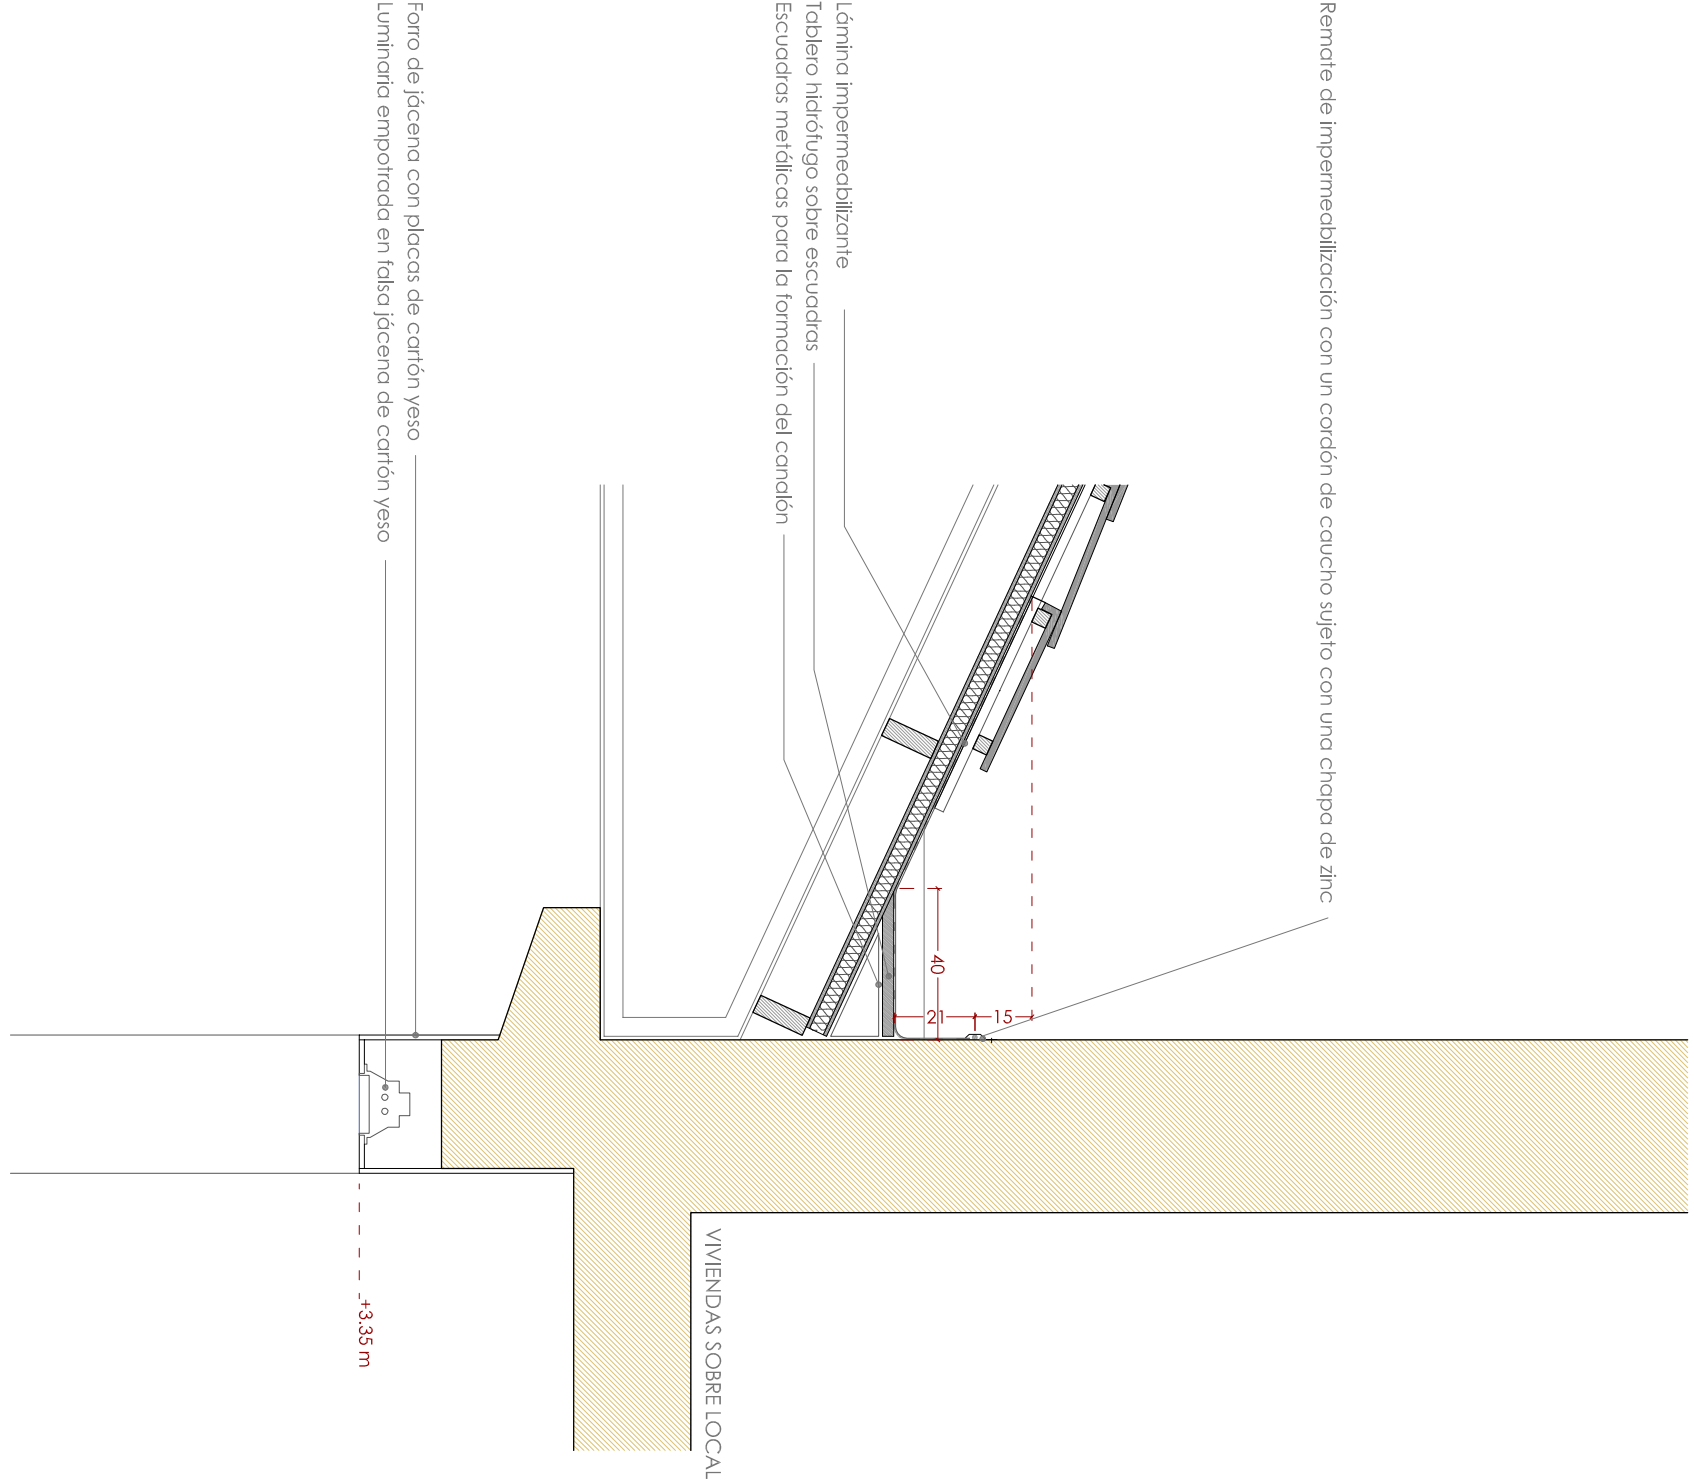 Remate de impermeabilización con un cordón de caucho sujeto con una chapa de zinc
Lámina impermeabilizante
Tablero hidrófugo sobre escuadras
Escuadras metálicas para la formación del canalón
Forro de jácena con placas de cartón yeso
Luminaria empotrada en falsa jácena de cartón yeso
15
40
21
VIVIENDAS SOBRE LOCAL
+3.35 m